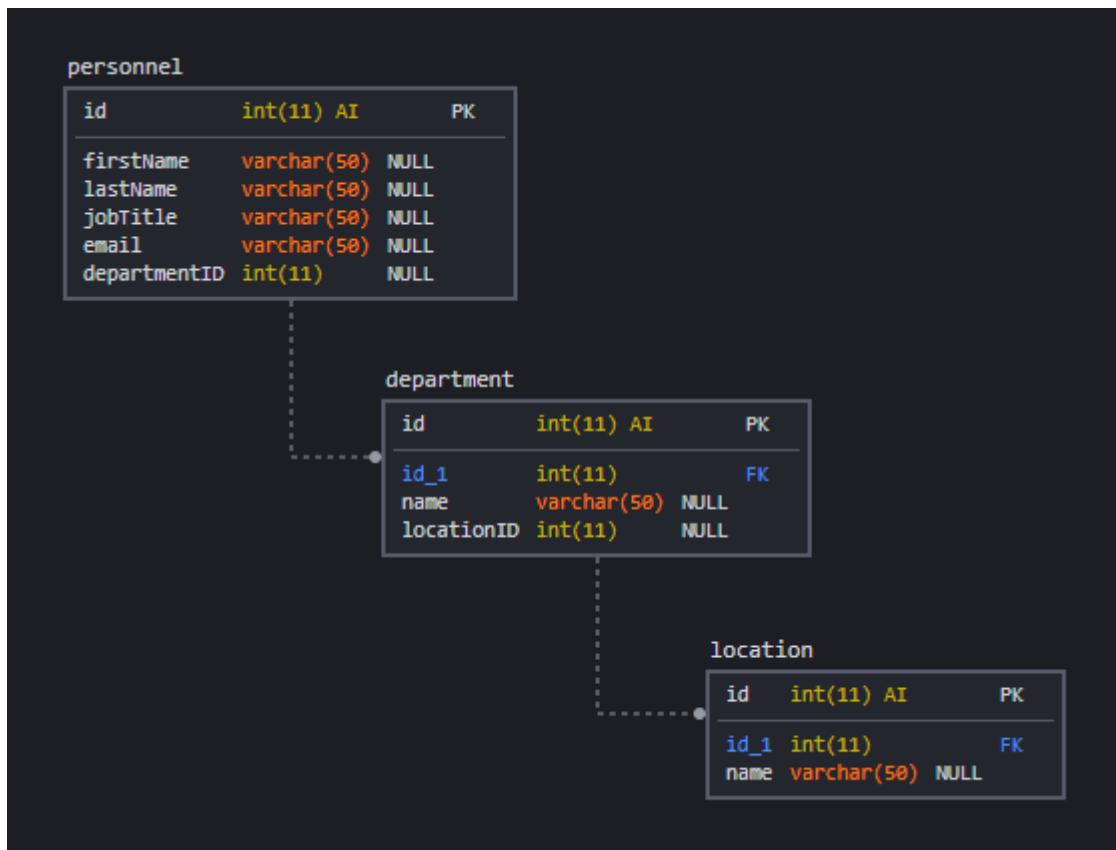 personnel
id int(11) AI PK
firstName varchar(50) NULL
lastName varchar(50) NULL
jobTitle varchar(50) NULL
email varchar(50) NULL
departmentID int(11) NULL
department
id int(11) AI PK
id_1 int(11) FK
name varchar(50) NULL
locationID int(11) NULL
location
id int(11) AI PK
id_1 int(11) FK
name varchar(50) NULL